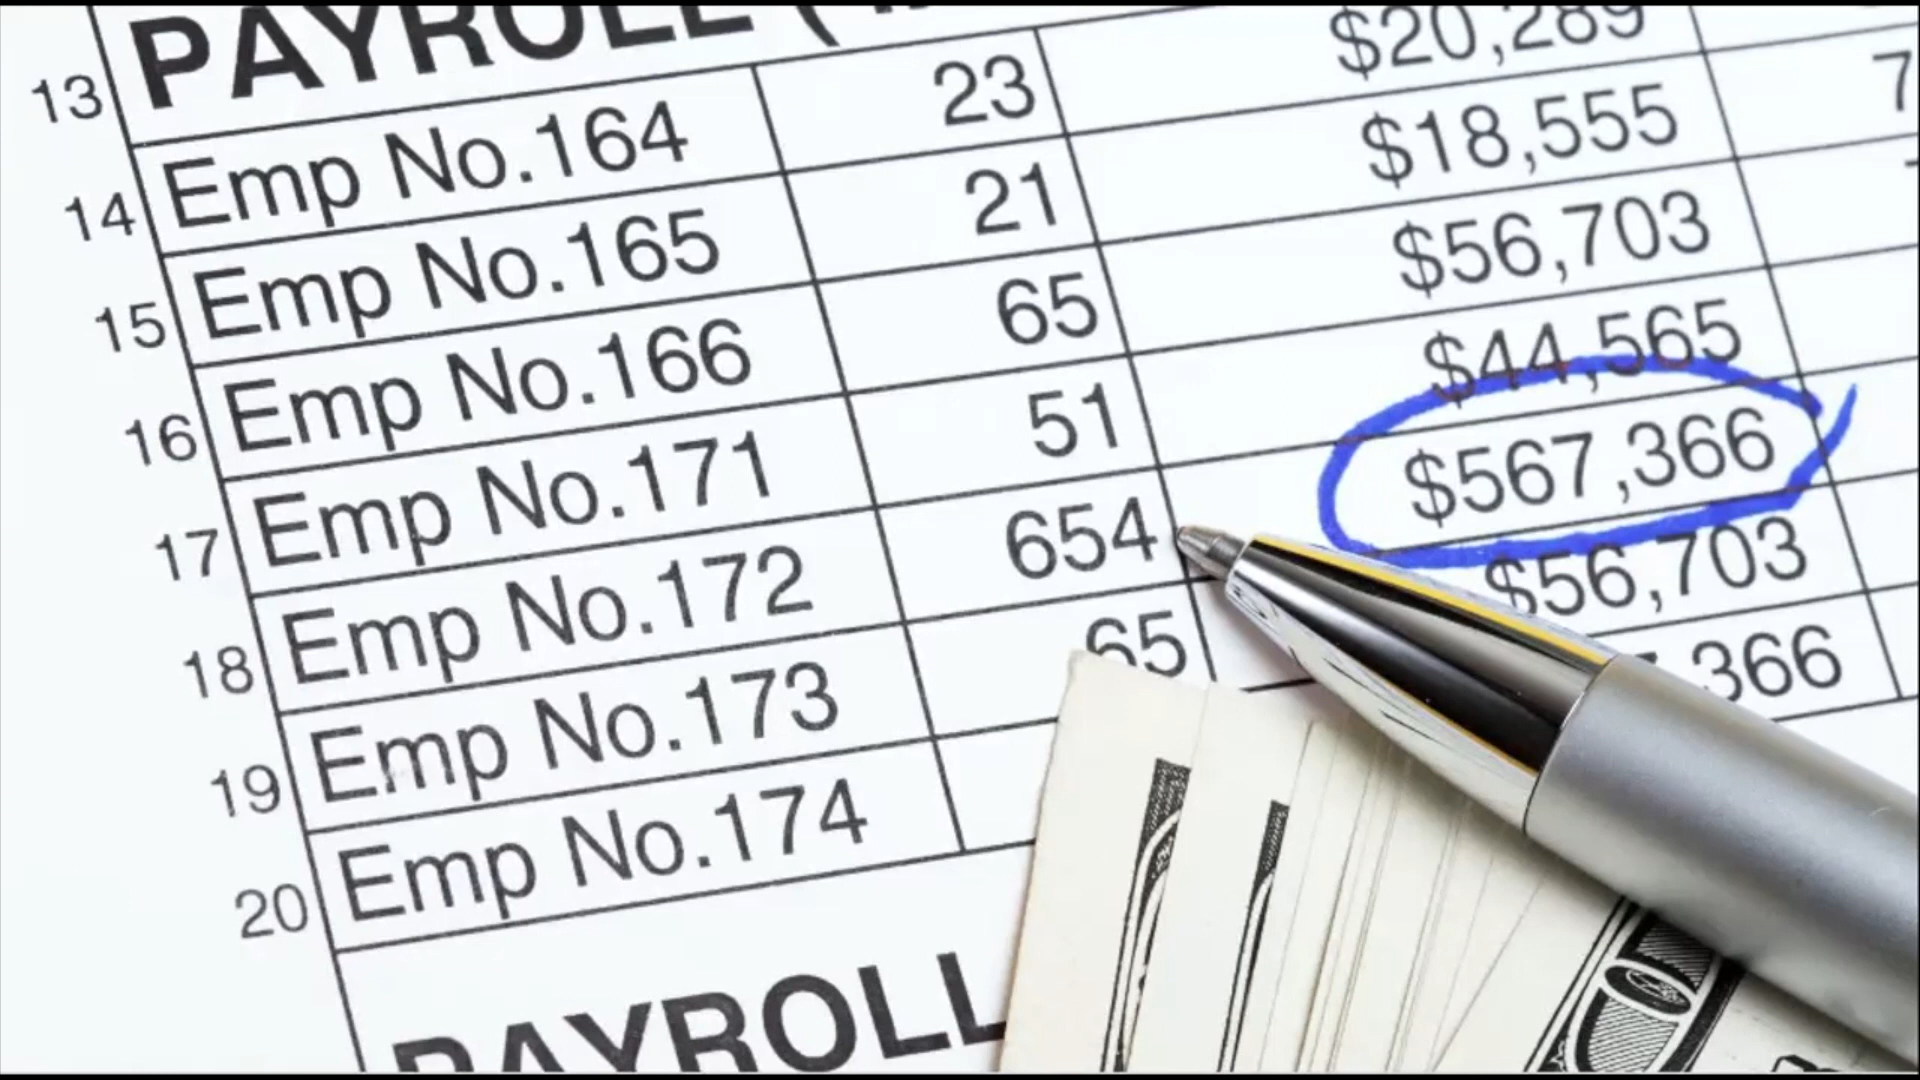 13 PAYROLL (
14 Emp No.164 23 $20,289
15 Emp No.165 21 $18,555 7
16 Emp No.166 65 $56,703
17 Emp No.171 51 $44,565
18 Emp No.172 654 $567,366
19 Emp No.173 65 $56,703
20 Emp No.174 ,366
PAYROLL